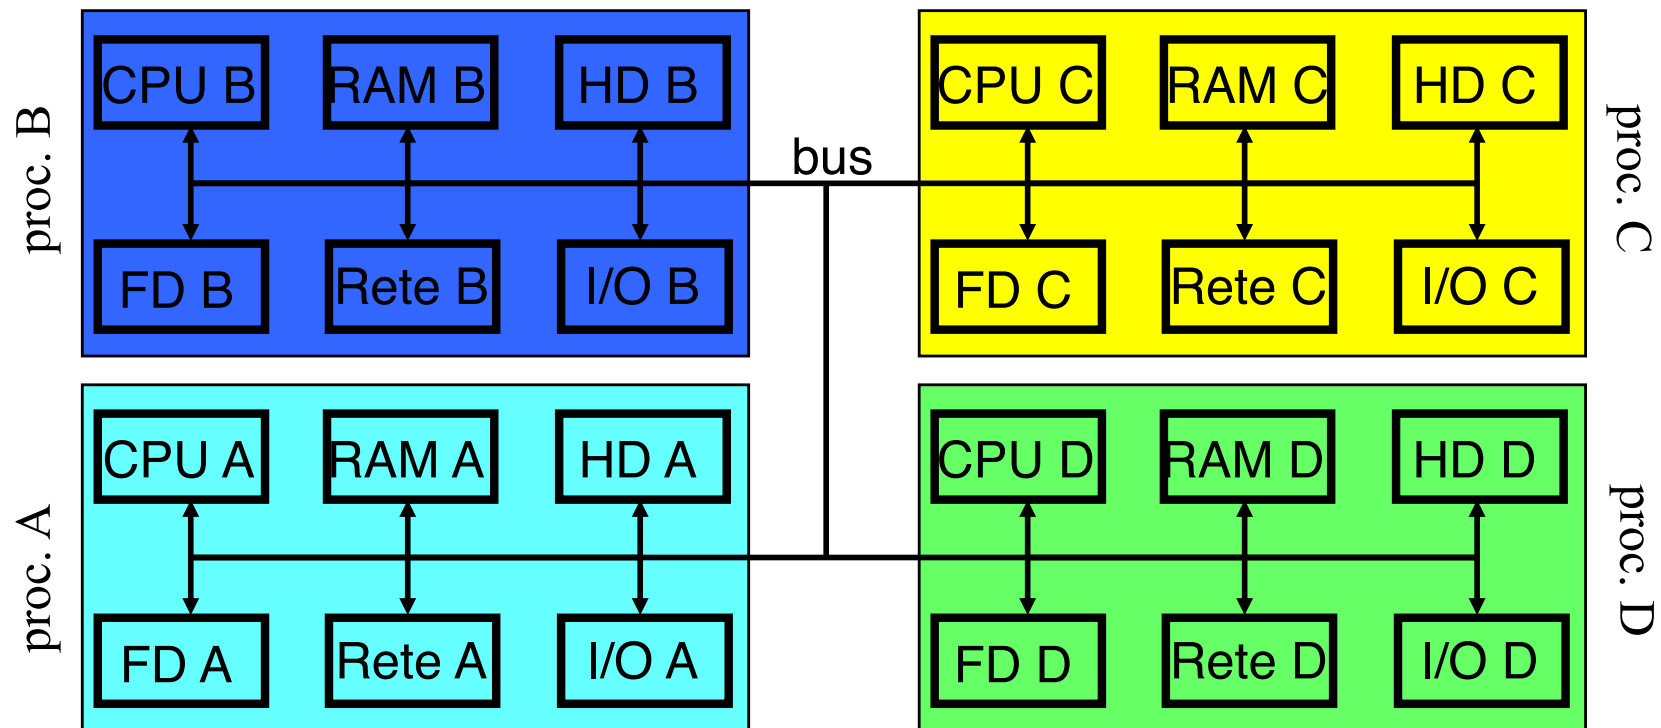 proc. B
CPU B
RAM B
HD B
FD B
Rete B
I/O B
bus
CPU C
RAM C
HD C
FD C
Rete C
I/O C
proc. C
proc. A
CPU A
RAM A
HD A
FD A
Rete A
I/O A
CPU D
RAM D
HD D
FD D
Rete D
I/O D
proc. D